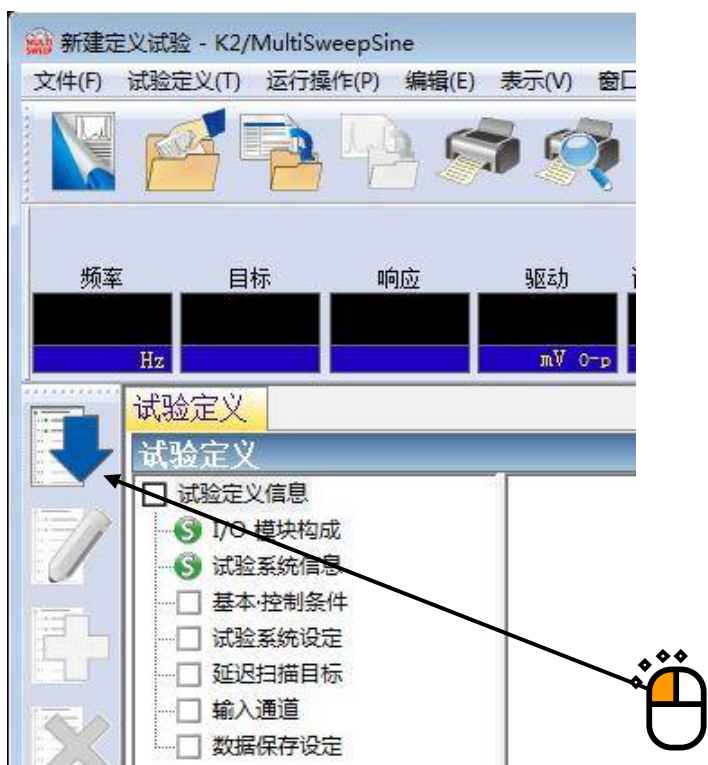 新建定义试验 - K2/MultiSweepSine
文件(F) 试验定义(T) 运行操作(P) 编辑(E) 表示(V) 窗口
频率 目标 响应 驱动
Hz mV 0-p
试验定义
试验定义
试验定义信息
I/O 模块构成
试验系统信息
基本·控制条件
试验系统设定
延迟扫描目标
输入通道
数据保存设定